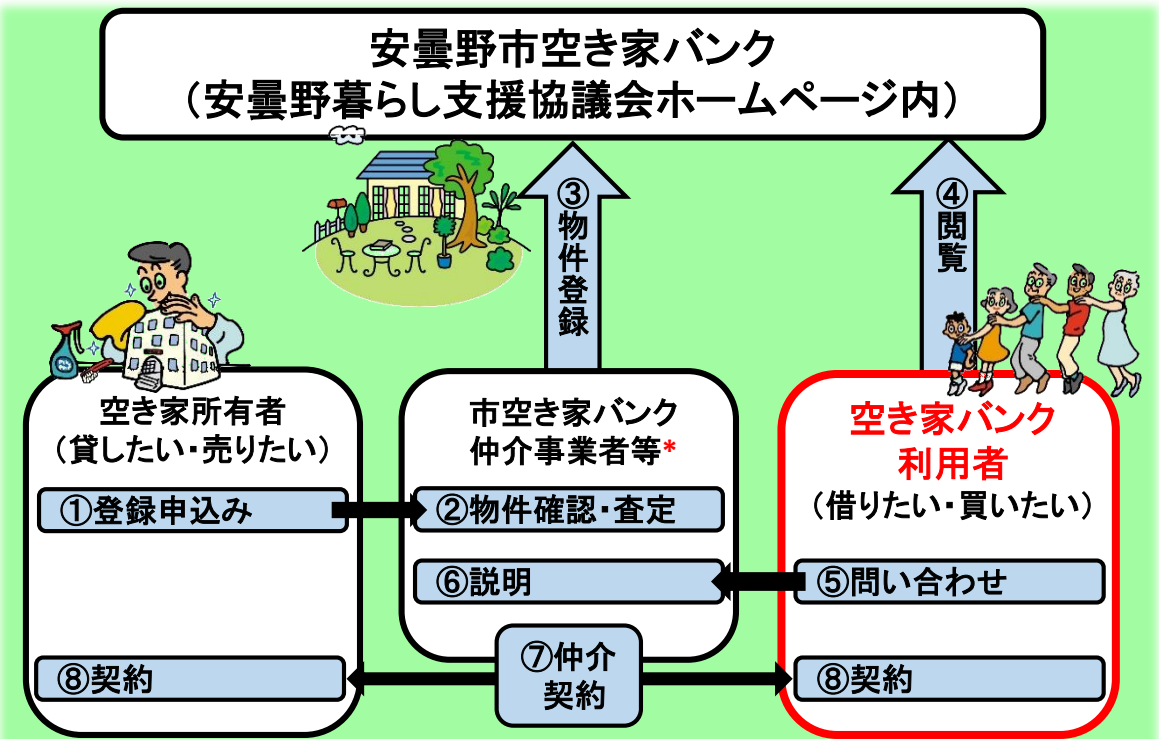 安曇野市空き家バンク
（安曇野暮らし支援協議会ホームページ内）
③物件登録
④閲覧
空き家所有者
（貸したい・売りたい）
①登録申込み
⑧契約
市空き家バンク
仲介事業者等*
②物件確認・査定
⑥説明
⑦仲介
契約
空き家バンク
利用者
（借りたい・買いたい）
⑤問い合わせ
⑧契約